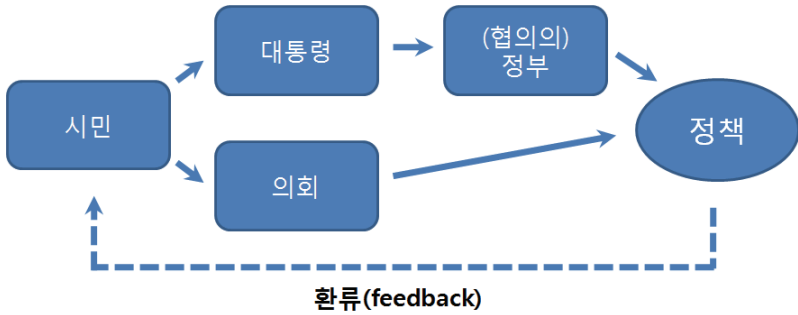 시민
대통령
(협의의)
정부
의회
정책
환류(feedback)